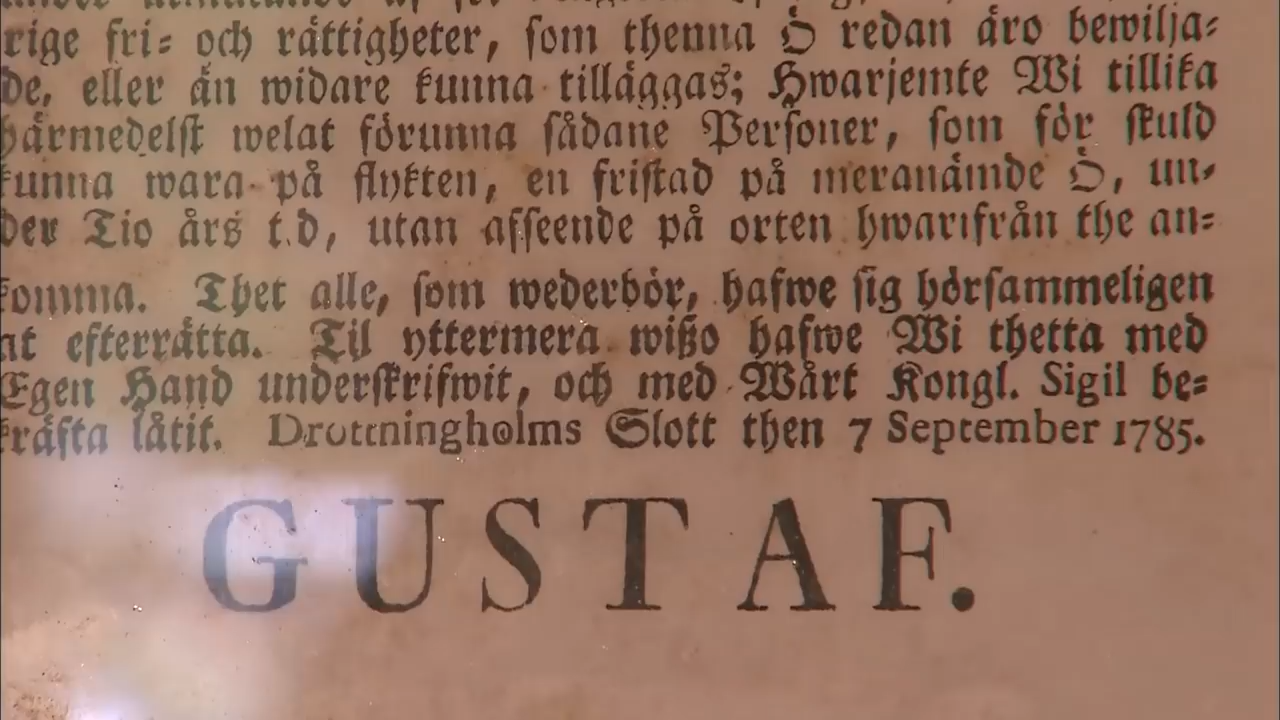 rige fri= och rättigheter, som thenna Ö redan äro bewilja=
de, eller än widare kunna tilläggas; Hwarjemte Wi tillika
härmedelst welat förunna sådane Personer, som för skuld
kunna wara på flykten, en fristad på meranämde Ö, un=
der Tio års tid, utan afseende på orten hwarifrån the an=
komma. Thet alle, som wederbör, hafwe sig hörsammeligen
at efterrätta. Til yttermera wißo hafwe Wi thetta med
Egen Hand underskrifwit, och med Wårt Kongl. Sigil be=
kräfta låtit. Drottningholms Slott then 7 September 1785.
GUSTAF.